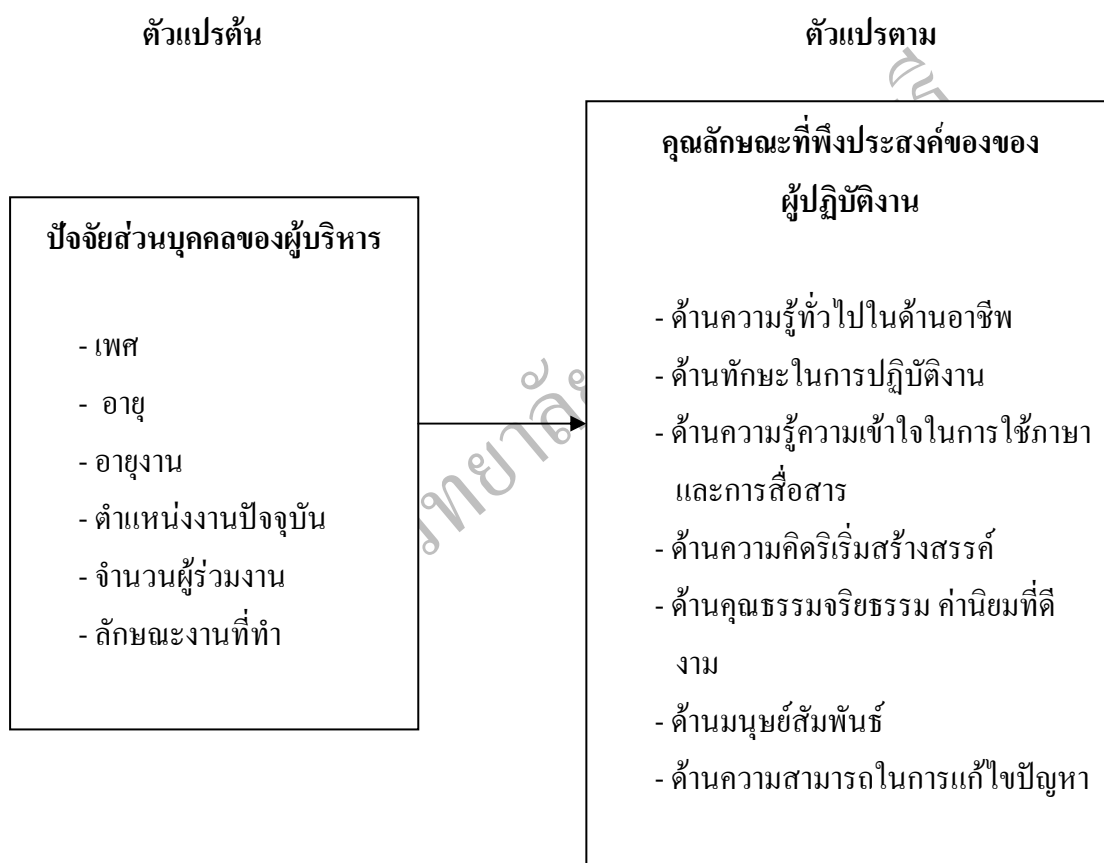 ตัวแปรต้น
ตัวแปรตาม
ปัจจัยส่วนบุคคลของผู้บริหาร
- เพศ
- อายุ
- อายุงาน
- ตำแหน่งงานปัจจุบัน
- จำนวนผู้ร่วมงาน
- ลักษณะงานที่ทำ
คุณลักษณะที่พึงประสงค์ของของ
ผู้ปฏิบัติงาน
- ด้านความรู้ทั่วไปในด้านอาชีพ
- ด้านทักษะในการปฏิบัติงาน
- ด้านความรู้ความเข้าใจในการใช้ภาษา
และการสื่อสาร
- ด้านความคิดริเริ่มสร้างสรรค์
- ด้านคุณธรรมจริยธรรม ค่านิยมที่ดี
งาม
- ด้านมนุษย์สัมพันธ์
- ด้านความสามารถในการแก้ไขปัญหา